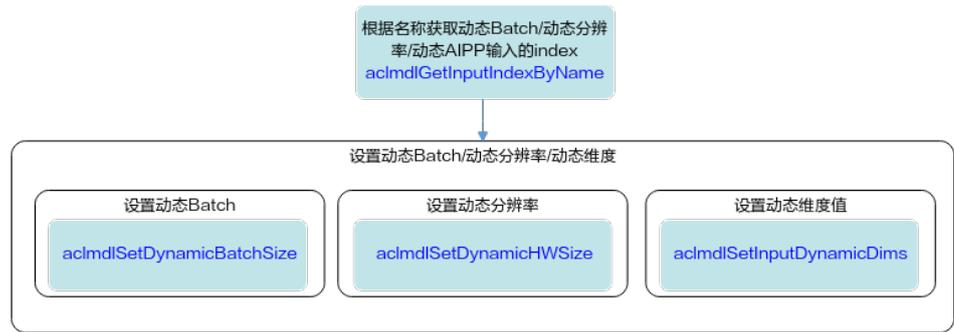 根据名称获取动态Batch/动态分辨
率/动态AIPP输入的index
aclmdlGetInputIndexByName
设置动态Batch/动态分辨率/动态维度
设置动态Batch
aclmdlSetDynamicBatchSize
设置动态分辨率
aclmdlSetDynamicHWSize
设置动态维度值
aclmdlSetInputDynamicDims